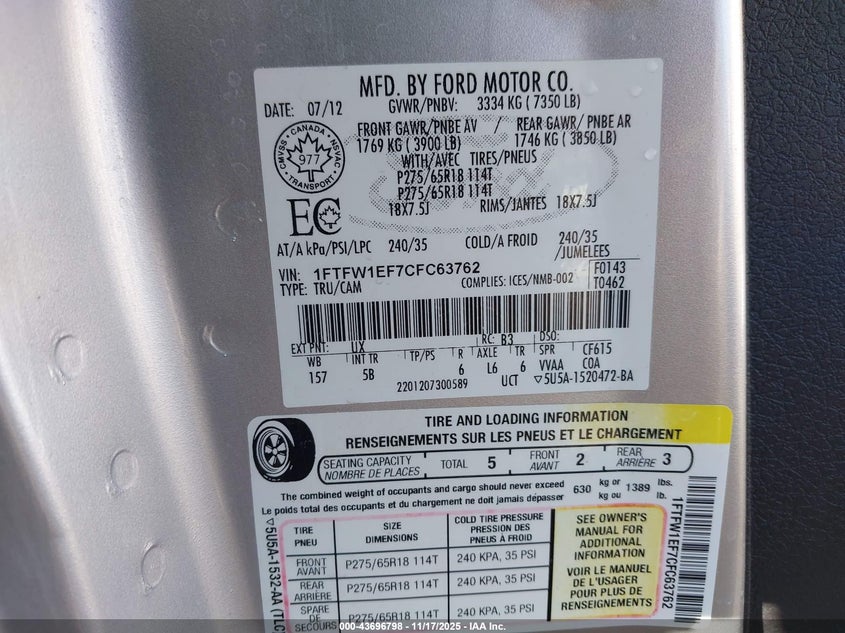 MFD. BY FORD MOTOR CO.
DATE: 07/12 GVWR/PNBV: 3334 KG ( 7350 LB)
FRONT GAWR/PNBE AV / REAR GAWR/ PNBE AR
1769 KG ( 3900 LB) 1746 KG ( 3850 LB)
WITH/AVEC TIRES/PNEUS
P275/65R18 114T
P275/65R18 114T
18X7.5J RIMS/JANTES 18X7.5J
CMVSS CANADA NSVAC
977
TRANSPORT
EC
AT/A kPa/PSI/LPC 240/35 COLD/A FROID 240/35
/JUMELEES
VIN: 1FTFW1EF7CFC63762 F0143
TYPE: TRU/CAM COMPLIES: ICES/NMB-002 T0462
EXT PNT: UX RC: B3 DSO:
WB INT TR TP/PS R AXLE TR SPR CF615
157 5B 6 L6 6 VVAA COA
2201207300589 UCT ▽5U5A-1520472-BA
TIRE AND LOADING INFORMATION
RENSEIGNEMENTS SUR LES PNEUS ET LE CHARGEMENT
SEATING CAPACITY TOTAL 5 FRONT 2 REAR 3
NOMBRE DE PLACES AVANT ARRIÈRE
The combined weight of occupants and cargo should never exceed 630 kg or 1389 lbs.
Le poids total des occupants et du chargement ne doit jamais dépasser kg ou lb.
TIRE SIZE COLD TIRE PRESSURE
PNEU DIMENSIONS PRESSION DES PNEUS À FROID
FRONT AVANT P275/65R18 114T 240 KPA, 35 PSI
REAR ARRIÈRE P275/65R18 114T 240 KPA, 35 PSI
SPARE DE SECOURS P275/65R18 114T 240 KPA, 35 PSI
SEE OWNER'S
MANUAL FOR
ADDITIONAL
INFORMATION
VOIR LE MANUEL
DE L'USAGER
POUR PLUS DE
RENSEIGNEMENTS
▽5U5A-1532-AA (TLC
1FTFW1EF7CFC63762
000-43696798 - 11/17/2025 - IAA Inc.